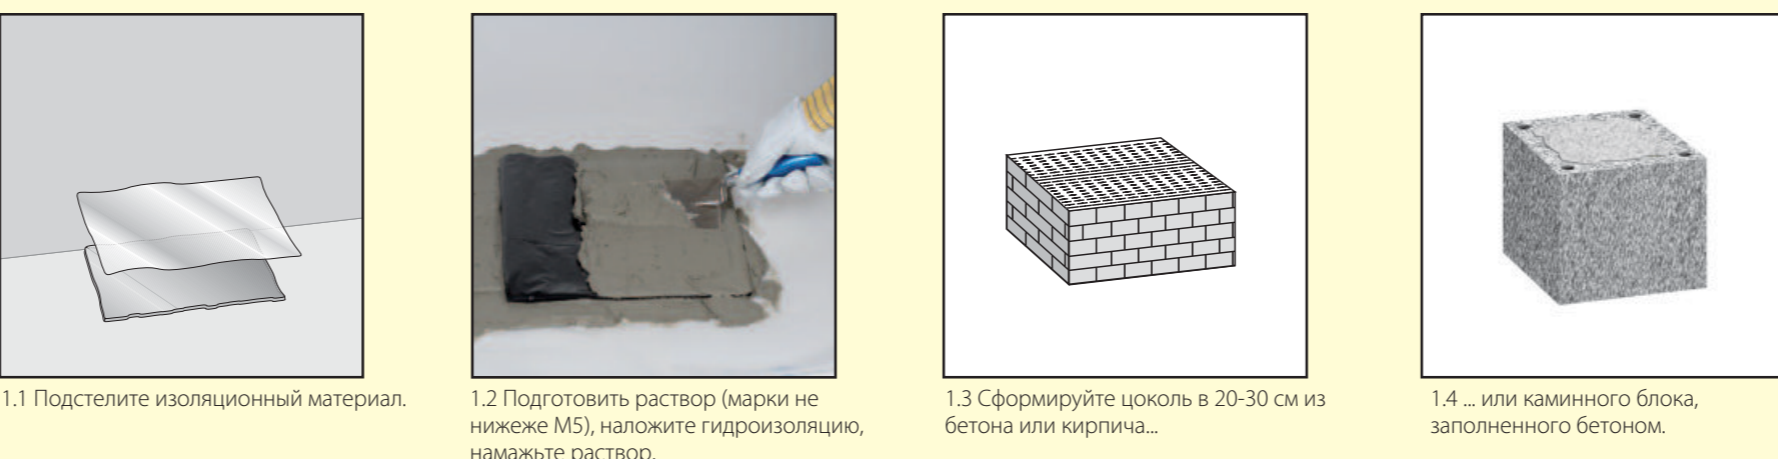 1.1 Подстелите изоляционный материал.
1.2 Подготовить раствор (марки не
нижеже М5), наложите гидроизоляцию,
намажьте раствор.
1.3 Сформируйте цоколь в 20-30 см из
бетона или кирпича...
1.4 ... или каминного блока,
заполненного бетоном.